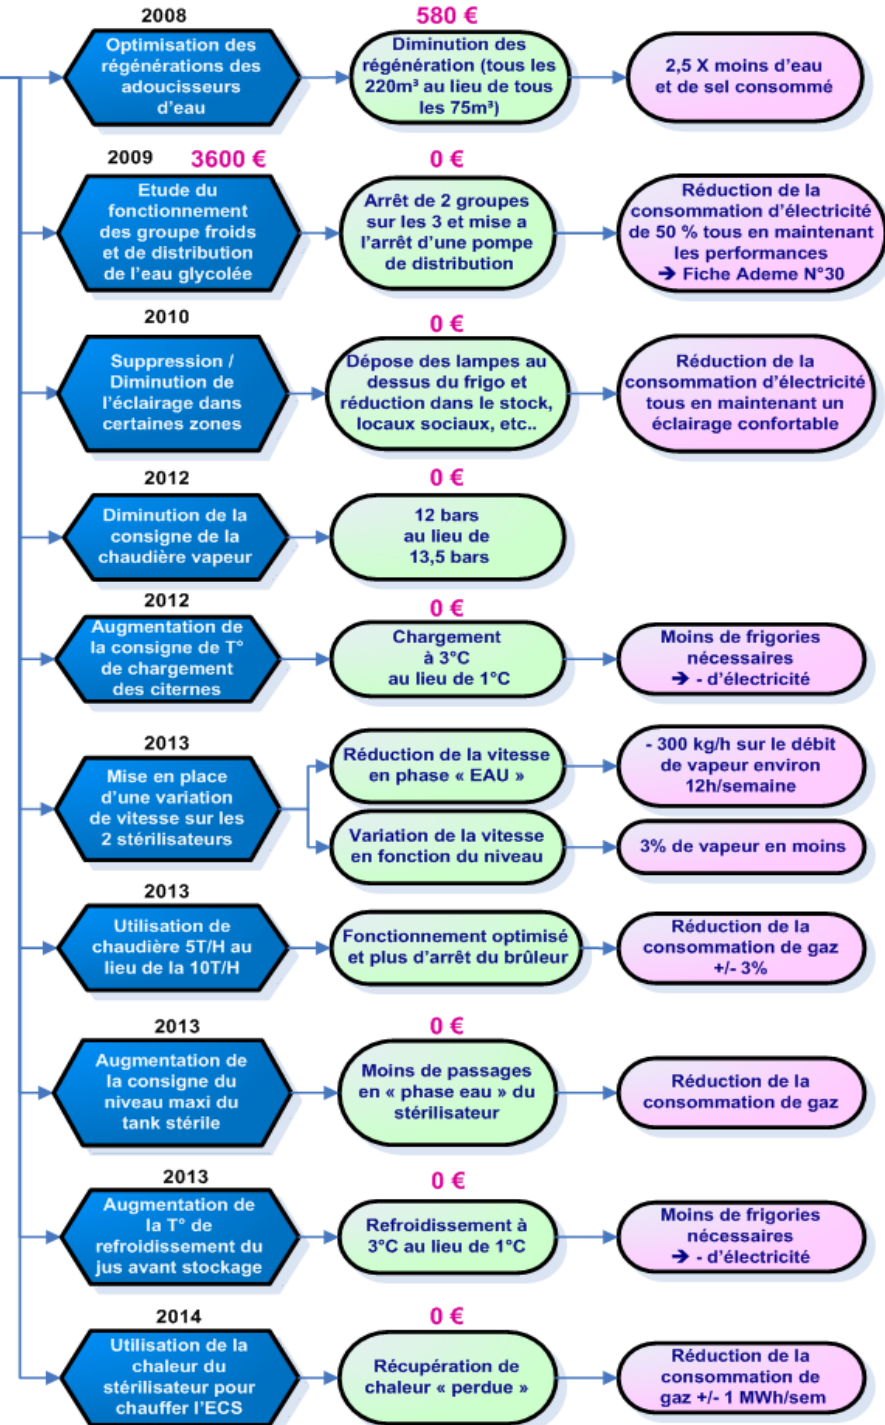 2008
580 €
Optimisation des
régénérations des
adoucisseurs
d'eau
Diminution des
régénération (tous les
220m³ au lieu de tous
les 75m³)
2,5 X moins d'eau
et de sel consommé
2009
3600 €
0 €
Etude du
fonctionnement
des groupe froids
et de distribution
de l'eau glycolée
Arrêt de 2 groupes
sur les 3 et mise a
l'arrêt d'une pompe
de distribution
Réduction de la
consommation d'électricité
de 50 % tous en maintenant
les performances
➔ Fiche Ademe N°30
2010
0 €
Suppression /
Diminution de
l'éclairage dans
certaines zones
Dépose des lampes au
dessus du frigo et
réduction dans le stock,
locaux sociaux, etc..
Réduction de la
consommation d'électricité
tous en maintenant un
éclairage confortable
2012
0 €
Diminution de la
consigne de la
chaudière vapeur
12 bars
au lieu de
13,5 bars
2012
0 €
Augmentation de
la consigne de T°
de chargement
des citernes
Chargement
à 3°C
au lieu de 1°C
Moins de frigories
nécessaires
➔ - d'électricité
2013
Mise en place
d'une variation
de vitesse sur les
2 stérilisateurs
Réduction de la vitesse
en phase « EAU »
- 300 kg/h sur le débit
de vapeur environ
12h/semaine
Variation de la vitesse
en fonction du niveau
3% de vapeur en moins
2013
Utilisation de
chaudière 5T/H au
lieu de la 10T/H
Fonctionnement optimisé
et plus d'arrêt du brûleur
Réduction de la
consommation de gaz
+/- 3%
2013
0 €
Augmentation de
la consigne du
niveau maxi du
tank stérile
Moins de passages
en « phase eau » du
stérilisateur
Réduction de la
consommation de gaz
2013
0 €
Augmentation de
la T° de
refroidissement du
jus avant stockage
Refroidissement à
3°C au lieu de 1°C
Moins de frigories
nécessaires
➔ - d'électricité
2014
0 €
Utilisation de la
chaleur du
stérilisateur pour
chauffer l'ECS
Récupération de
chaleur « perdue »
Réduction de la
consommation de
gaz +/- 1 MWh/sem